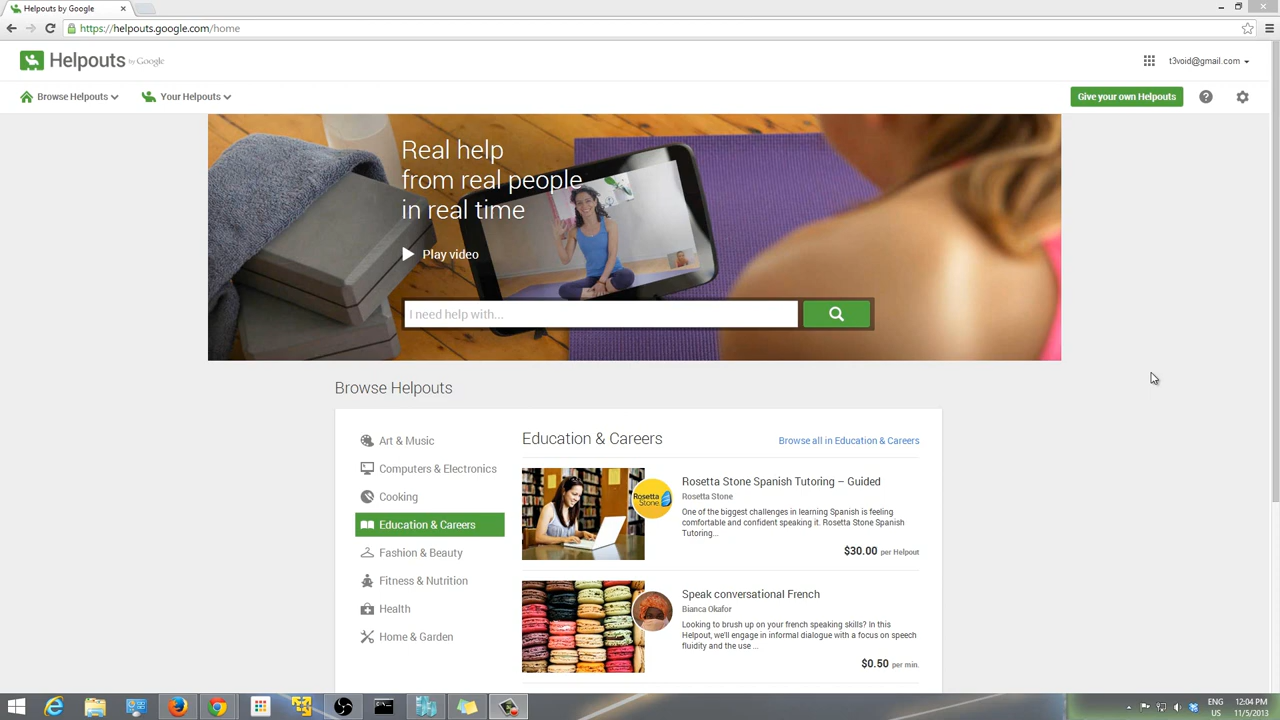 Helpouts by Google
https://helpouts.google.com/home
Helpouts by Google
t3void@gmail.com
Browse Helpouts
Your Helpouts
Give your own Helpouts
Real help
from real people
in real time
Play video
I need help with...
Browse Helpouts
Art & Music
Computers & Electronics
Cooking
Education & Careers
Fashion & Beauty
Fitness & Nutrition
Health
Home & Garden
Education & Careers
Browse all in Education & Careers
Rosetta Stone
Rosetta Stone Spanish Tutoring – Guided
Rosetta Stone
One of the biggest challenges in learning Spanish is feeling
comfortable and confident speaking it. Rosetta Stone Spanish
Tutoring...
$30.00 per Helpout
Speak conversational French
Bianca Okafor
Looking to brush up on your french speaking skills? In this
Helpout, we'll engage in informal dialogue with a focus on speech
fluidity and the use ...
$0.50 per min.
ENG
US
12:04 PM
11/5/2013